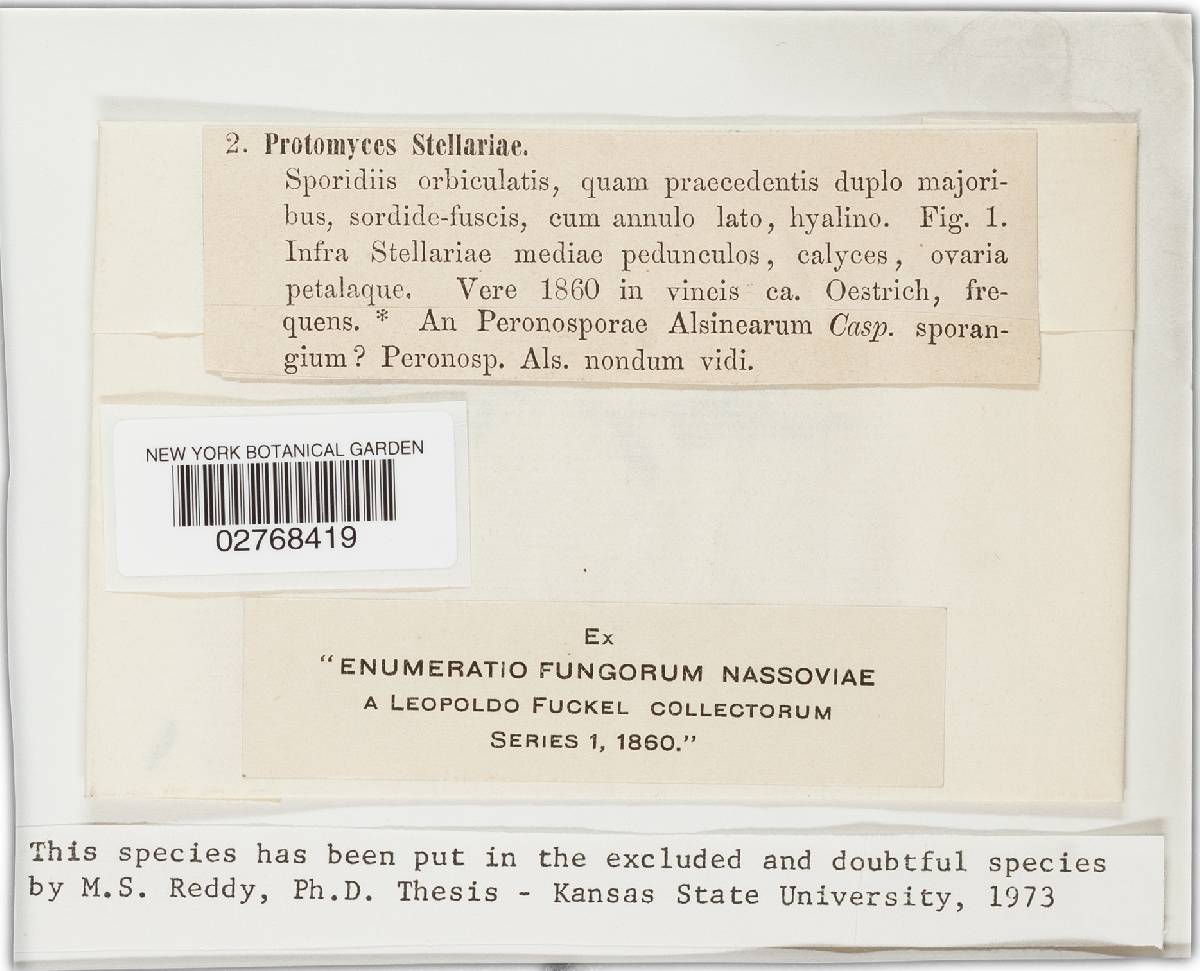 2. Protomyces Stellariae.
Sporidiis orbiculatis, quam praecedentis duplo majori-
bus, sordide-fuscis, cum annulo lato, hyalino. Fig. 1.
Infra Stellariae mediae pedunculos, calyces, ovaria
petalaque. Vere 1860 in vineis ca. Oestrich, fre-
quens. * An Peronosporae Alsinearum Casp. sporan-
gium? Peronosp. Als. nondum vidi.
NEW YORK BOTANICAL GARDEN
02768419
Ex
“ENUMERATIO FUNGORUM NASSOVIAE
A LEOPOLDO FUCKEL COLLECTORUM
SERIES 1, 1860.”
This species has been put in the excluded and doubtful species
by M.S. Reddy, Ph.D. Thesis - Kansas State University, 1973